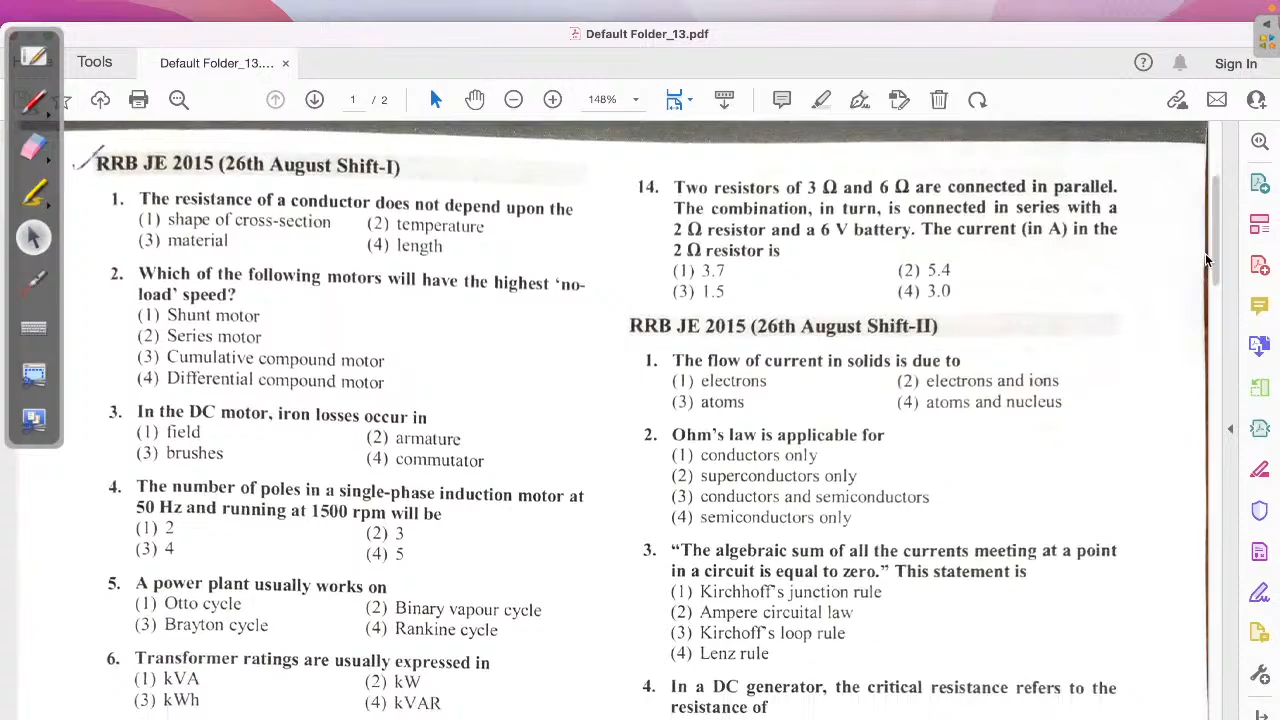 Default Folder_13.pdf
Tools
Default Folder_13....
Sign In
1 / 2
148%
RRB JE 2015 (26th August Shift-I)
1. The resistance of a conductor does not depend upon the
(1) shape of cross-section (2) temperature
(3) material (4) length
2. Which of the following motors will have the highest ‘no-
load’ speed?
(1) Shunt motor
(2) Series motor
(3) Cumulative compound motor
(4) Differential compound motor
3. In the DC motor, iron losses occur in
(1) field (2) armature
(3) brushes (4) commutator
4. The number of poles in a single-phase induction motor at
50 Hz and running at 1500 rpm will be
(1) 2 (2) 3
(3) 4 (4) 5
5. A power plant usually works on
(1) Otto cycle (2) Binary vapour cycle
(3) Brayton cycle (4) Rankine cycle
6. Transformer ratings are usually expressed in
(1) kVA (2) kW
(3) kWh (4) kVAR
14. Two resistors of 3 Ω and 6 Ω are connected in parallel.
The combination, in turn, is connected in series with a
2 Ω resistor and a 6 V battery. The current (in A) in the
2 Ω resistor is
(1) 3.7 (2) 5.4
(3) 1.5 (4) 3.0
RRB JE 2015 (26th August Shift-II)
1. The flow of current in solids is due to
(1) electrons (2) electrons and ions
(3) atoms (4) atoms and nucleus
2. Ohm’s law is applicable for
(1) conductors only
(2) superconductors only
(3) conductors and semiconductors
(4) semiconductors only
3. “The algebraic sum of all the currents meeting at a point
in a circuit is equal to zero.” This statement is
(1) Kirchhoff’s junction rule
(2) Ampere circuital law
(3) Kirchoff’s loop rule
(4) Lenz rule
4. In a DC generator, the critical resistance refers to the
resistance of